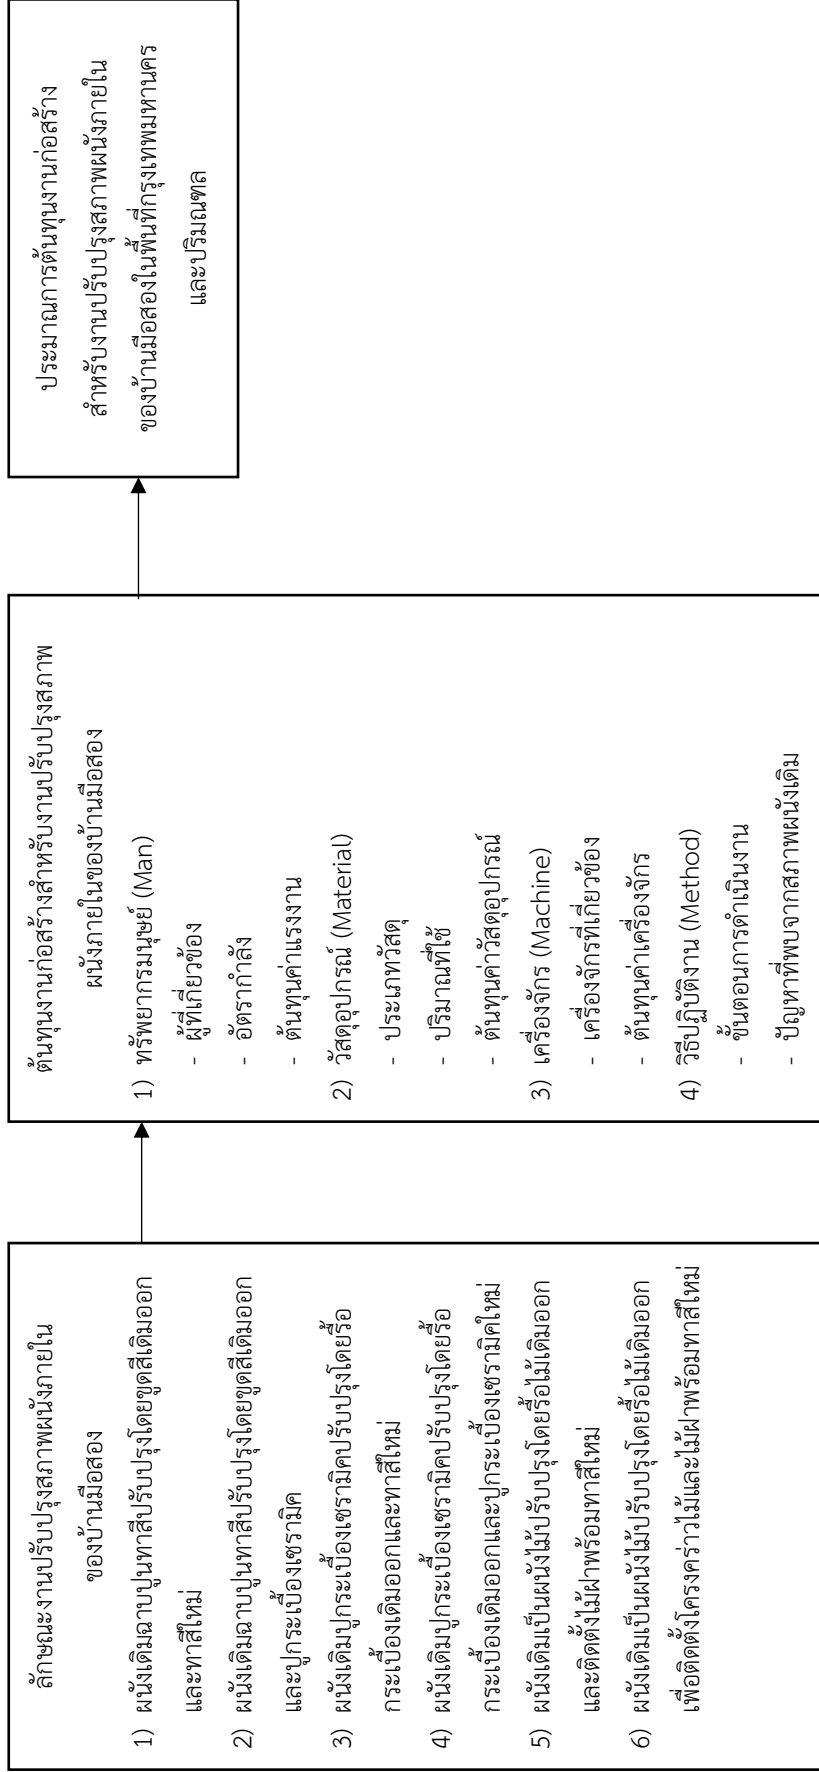 ลักษณะงานปรับปรุงสภาพผนังภายใน
ของบ้านมือสอง
1) ผนังเดิมฉาบปูนทาสีปรับปรุงโดยขูดสีเดิมออก
และทาสีใหม่
2) ผนังเดิมฉาบปูนทาสีปรับปรุงโดยขูดสีเดิมออก
และปูกระเบื้องเซรามิค
3) ผนังเดิมปูกระเบื้องเซรามิคปรับปรุงโดยรื้อ
กระเบื้องเดิมออกและทาสีใหม่
4) ผนังเดิมปูกระเบื้องเซรามิคปรับปรุงโดยรื้อ
กระเบื้องเดิมออกและปูกระเบื้องเซรามิคใหม่
5) ผนังเดิมเป็นผนังไม้ปรับปรุงโดยรื้อไม้เดิมออก
และติดตั้งไม้ฝาพร้อมทาสีใหม่
6) ผนังเดิมเป็นผนังไม้ปรับปรุงโดยรื้อไม้เดิมออก
เพื่อติดตั้งโครงคร่าวไม้และไม้ฝาพร้อมทาสีใหม่
ต้นทุนงานก่อสร้างสำหรับงานปรับปรุงสภาพ
ผนังภายในของบ้านมือสอง
1) ทรัพยากรมนุษย์ (Man)
- ผู้ที่เกี่ยวข้อง
- อัตรากำลัง
- ต้นทุนค่าแรงงาน
2) วัสดุอุปกรณ์ (Material)
- ประเภทวัสดุ
- ปริมาณที่ใช้
- ต้นทุนค่าวัสดุอุปกรณ์
3) เครื่องจักร (Machine)
- เครื่องจักรที่เกี่ยวข้อง
- ต้นทุนค่าเครื่องจักร
4) วิธีปฏิบัติงาน (Method)
- ขั้นตอนการดำเนินงาน
- ปัญหาที่พบจากสภาพผนังเดิม
ประมาณการต้นทุนงานก่อสร้าง
สำหรับงานปรับปรุงสภาพผนังภายใน
ของบ้านมือสองในพื้นที่กรุงเทพมหานคร
และปริมณฑล